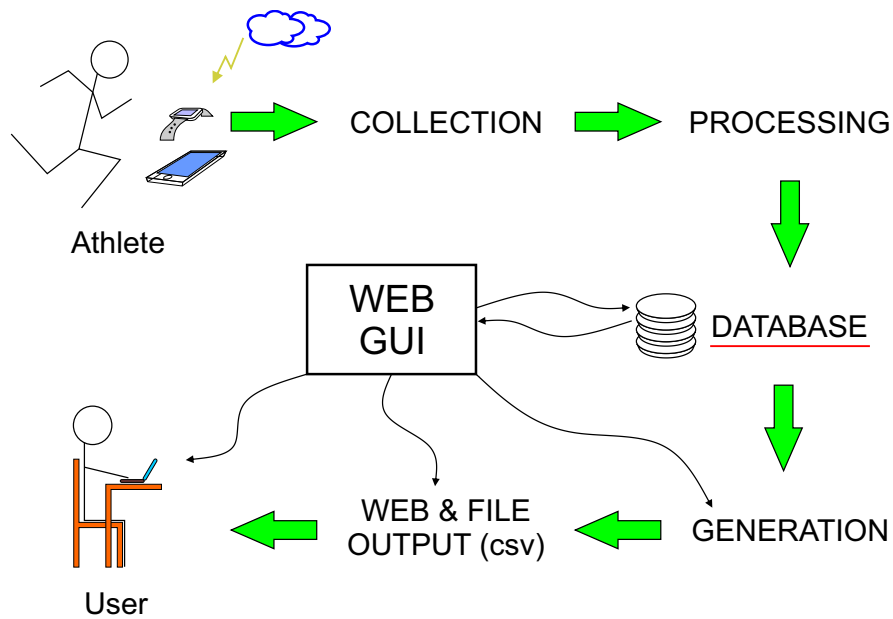 COLLECTION
PROCESSING
Athlete
WEB
GUI
DATABASE
WEB & FILE
OUTPUT (csv)
GENERATION
User